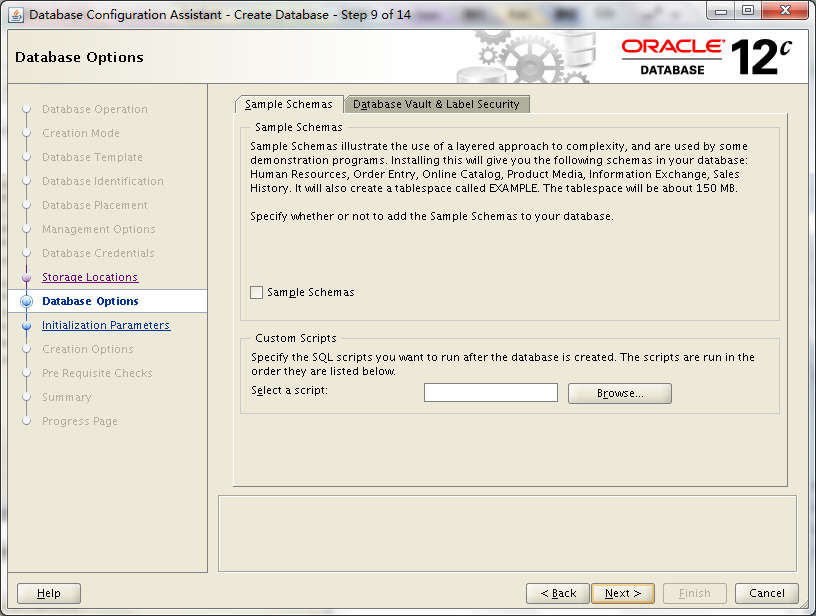 Database Configuration Assistant - Create Database - Step 9 of 14
Database Options
ORACLE
DATABASE
12c
Database Operation
Creation Mode
Database Template
Database Identification
Database Placement
Management Options
Database Credentials
Storage Locations
Database Options
Initialization Parameters
Creation Options
Pre Requisite Checks
Summary
Progress Page
Sample Schemas
Database Vault & Label Security
Sample Schemas
Sample Schemas illustrate the use of a layered approach to complexity, and are used by some
demonstration programs. Installing this will give you the following schemas in your database:
Human Resources, Order Entry, Online Catalog, Product Media, Information Exchange, Sales
History. It will also create a tablespace called EXAMPLE. The tablespace will be about 150 MB.
Specify whether or not to add the Sample Schemas to your database.
Sample Schemas
Custom Scripts
Specify the SQL scripts you want to run after the database is created. The scripts are run in the
order they are listed below.
Select a script:
Browse...
Help
< Back
Next >
Finish
Cancel